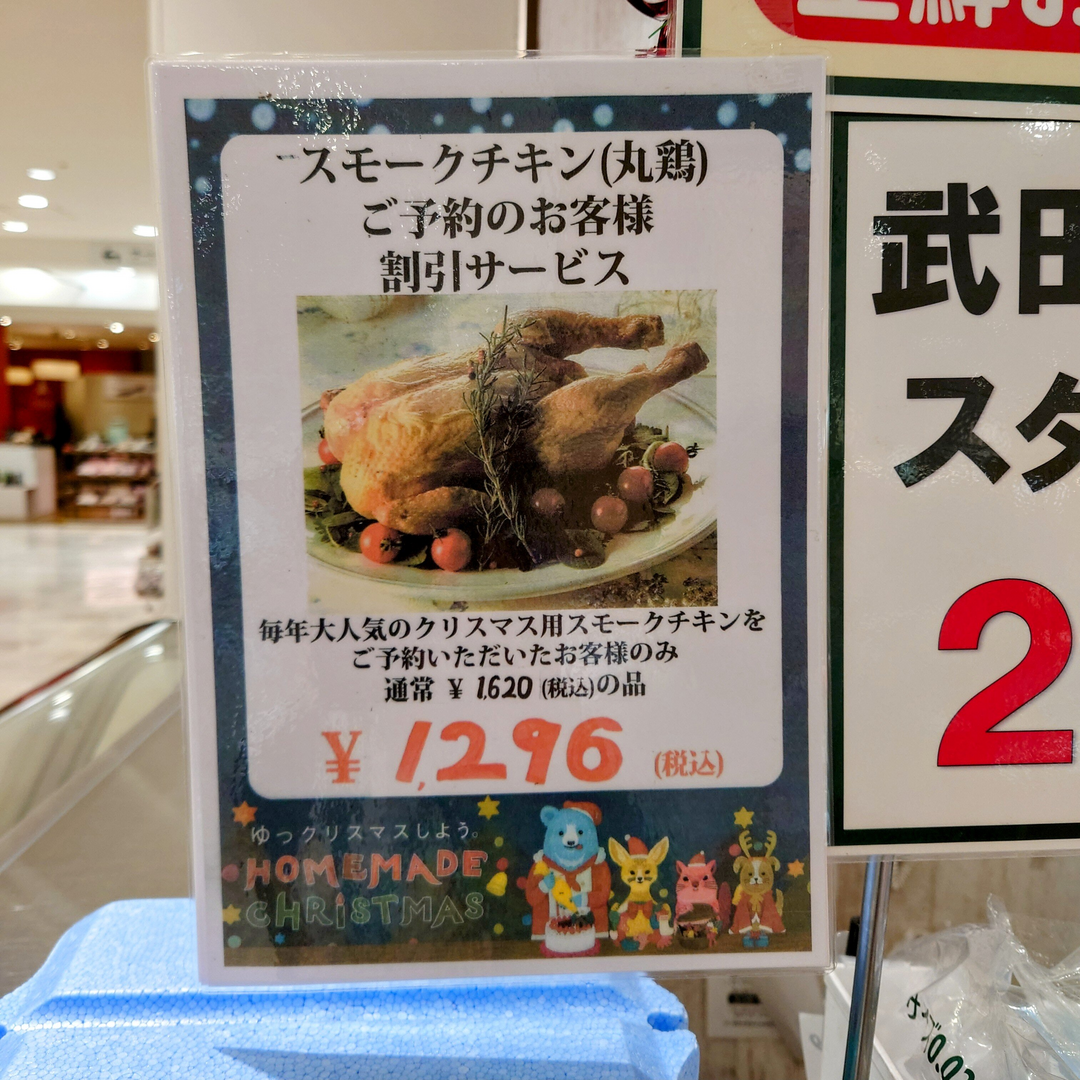 スモークチキン(丸鶏)
ご予約のお客様
割引サービス
毎年大人気のクリスマス用スモークチキンを
ご予約いただいたお客様のみ
通常 ¥ 1,620 (税込)の品
¥ 1,296 (税込)
ゆっクリスマスしよう。
HOMEMADE
CHRiSTMAS
武田
スタ
2